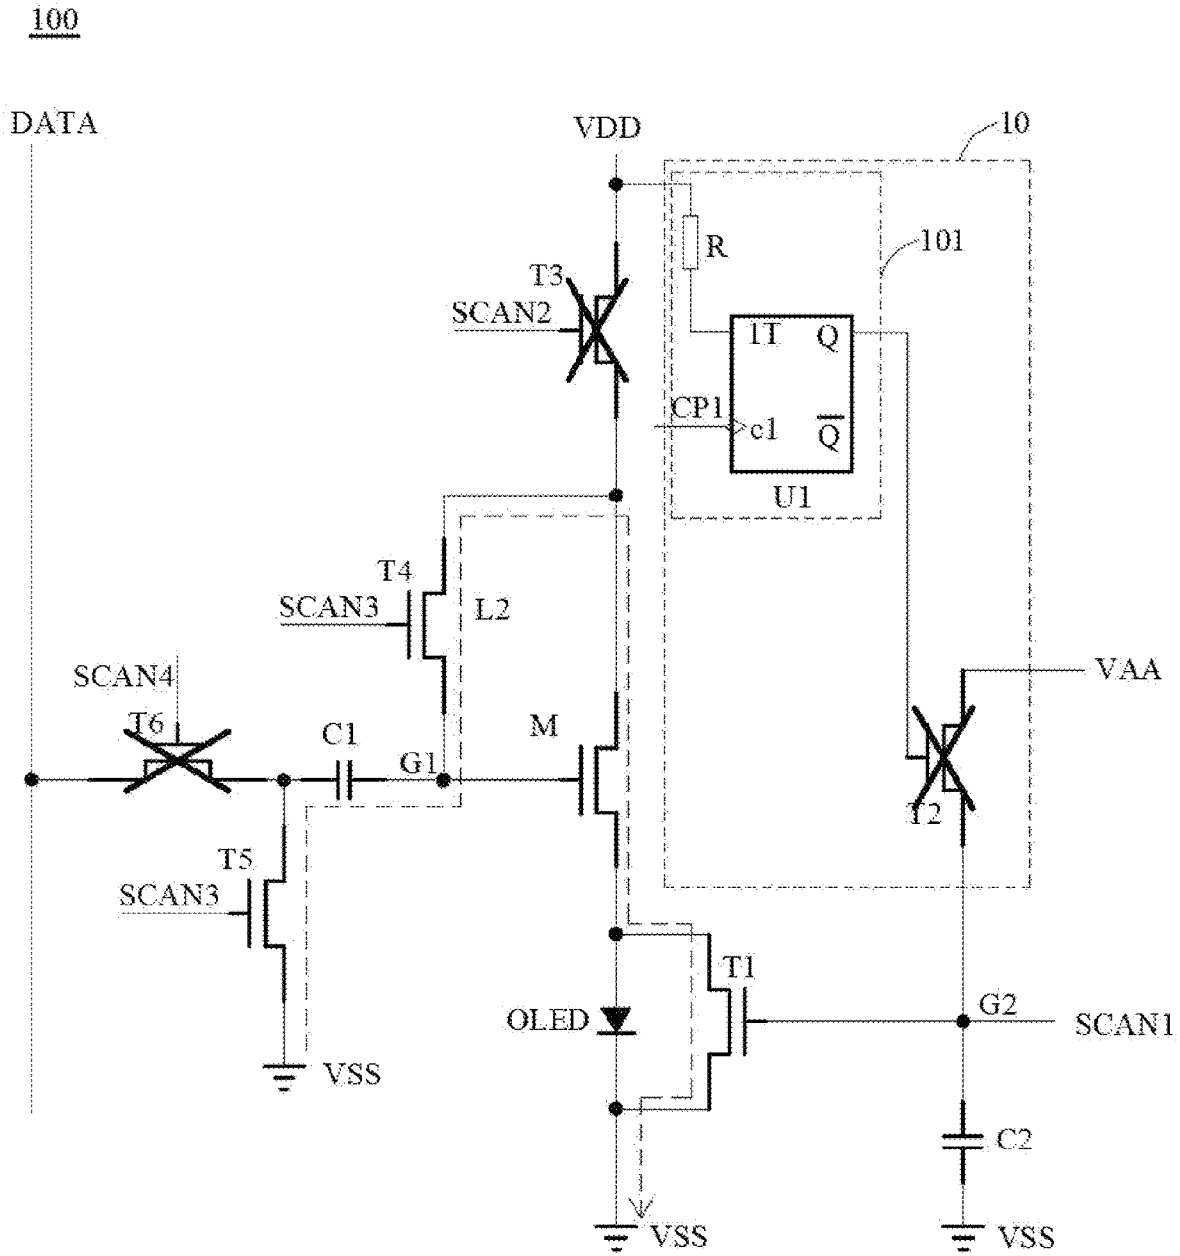 100
DATA
VDD
10
101
R
T3
SCAN2
1T Q
CP1
c1 Q̅
U1
T4
SCAN3
L2
SCAN4
VAA
T6
C1
G1
M
T2
T5
SCAN3
T1
G2
OLED
SCAN1
VSS
C2
VSS
VSS